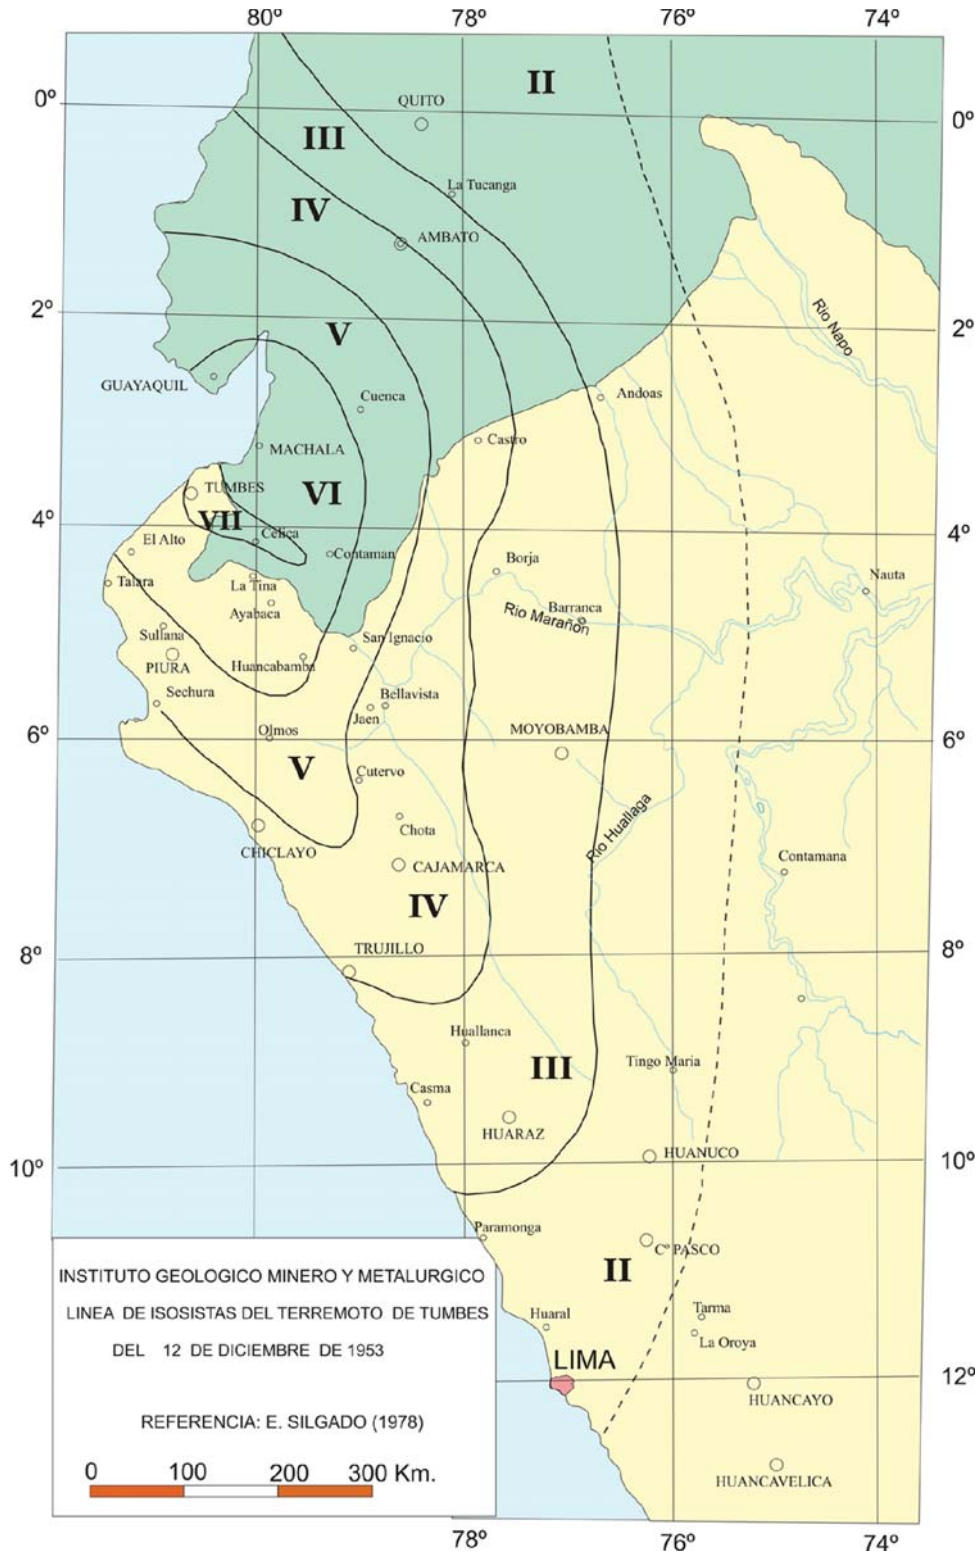 80º 78º 76º 74º
II
0º
QUITO
0º
III
La Tucanga
IV
AMBATO
2º
V
Rio Napo
2º
GUAYAQUIL
Cuenca
Andoas
MACHALA
Castro
TUMBES
VI
VII
4º
El Alto
Celica
4º
Contaman
Borja
Talara
La Tina
Nauta
Ayabaca
Barranca
Rio Marañón
Sullana
San Ignacio
PIURA
Huancabamba
Sechura
Bellavista
Jaen
Olmos
MOYOBAMBA
6º
6º
V
Cutervo
Rio Huallaga
Chota
CHICLAYO
CAJAMARCA
Contamana
IV
TRUJILLO
8º
8º
Huallanca
III
Tingo Maria
Casma
HUARAZ
10º
HUANUCO
10º
Paramonga
Cº PASCO
II
INSTITUTO GEOLOGICO MINERO Y METALURGICO
LINEA DE ISOSISTAS DEL TERREMOTO DE TUMBES
DEL 12 DE DICIEMBRE DE 1953
REFERENCIA: E. SILGADO (1978)
0 100 200 300 Km.
Huaral
Tarma
La Oroya
LIMA
12º
HUANCAYO
HUANCAVELICA
78º 76º 74º